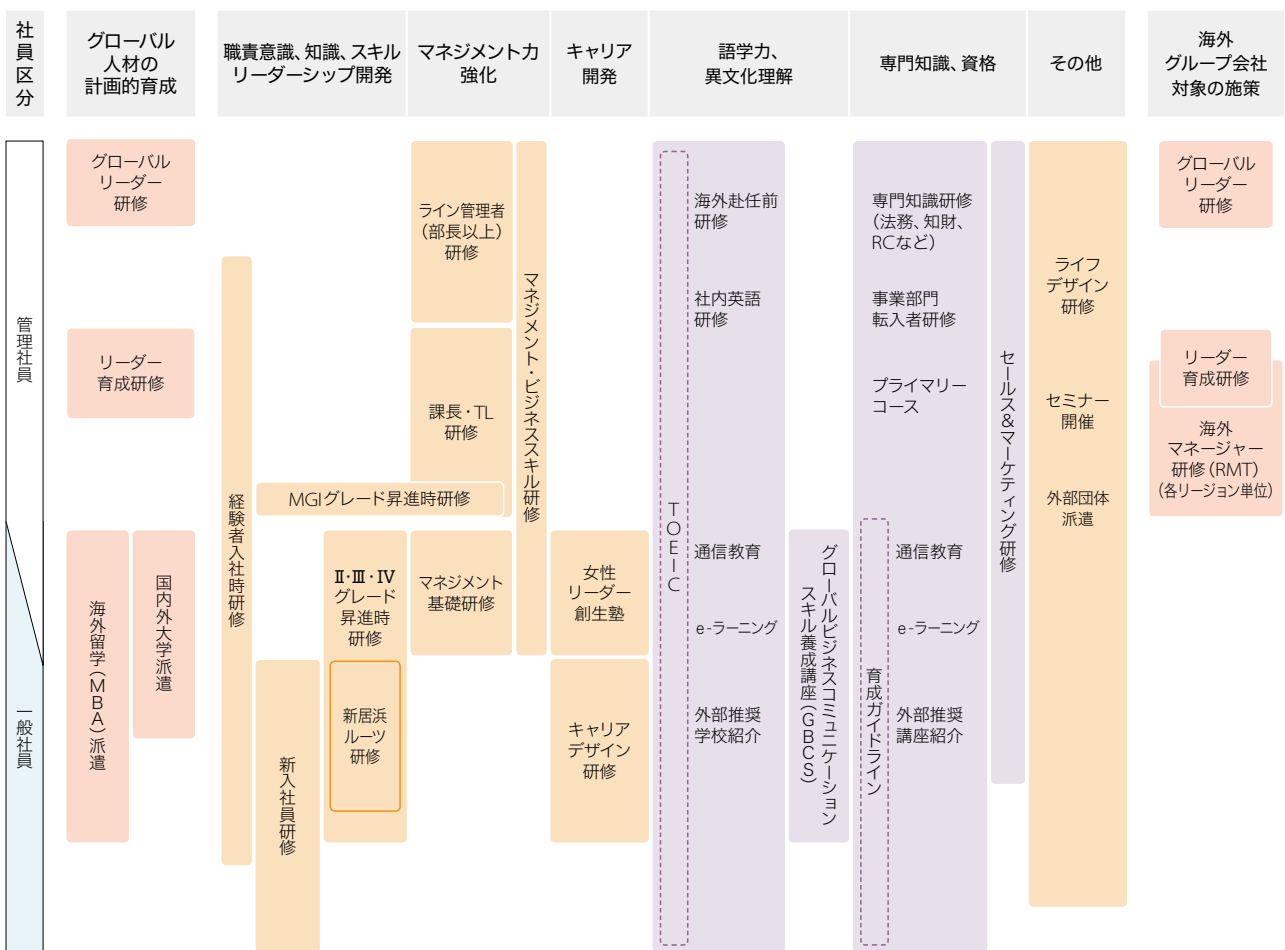 社員区分
グローバル
人材の
計画的育成
職責意識、知識、スキル
リーダーシップ開発
マネジメント力
強化
キャリア
開発
語学力、
異文化理解
専門知識、資格
その他
海外
グループ会社
対象の施策
管理社員
一般社員
グローバル
リーダー
研修
リーダー
育成研修
海外留学（MBA）派遣
国内外大学派遣
経験者入社時研修
新入社員研修
MGIグレード昇進時研修
Ⅱ・Ⅲ・Ⅳ
グレード
昇進時
研修
新居浜
ルーツ
研修
ライン管理者
（部長以上）
研修
課長・TL
研修
マネジメント
基礎研修
マネジメント・ビジネススキル研修
女性
リーダー
創生塾
キャリア
デザイン
研修
TOEIC
海外赴任前
研修
社内英語
研修
通信教育
e-ラーニング
外部推奨
学校紹介
グローバルビジネスコミュニケーション
スキル養成講座（GBCS）
専門知識研修
（法務、知財、
RCなど）
事業部門
転入者研修
プライマリー
コース
通信教育
e-ラーニング
外部推奨
講座紹介
育成ガイドライン
セールス&マーケティング研修
ライフ
デザイン
研修
セミナー
開催
外部団体
派遣
グローバル
リーダー
研修
リーダー
育成研修
海外
マネージャー
研修（RMT）
（各リージョン単位）